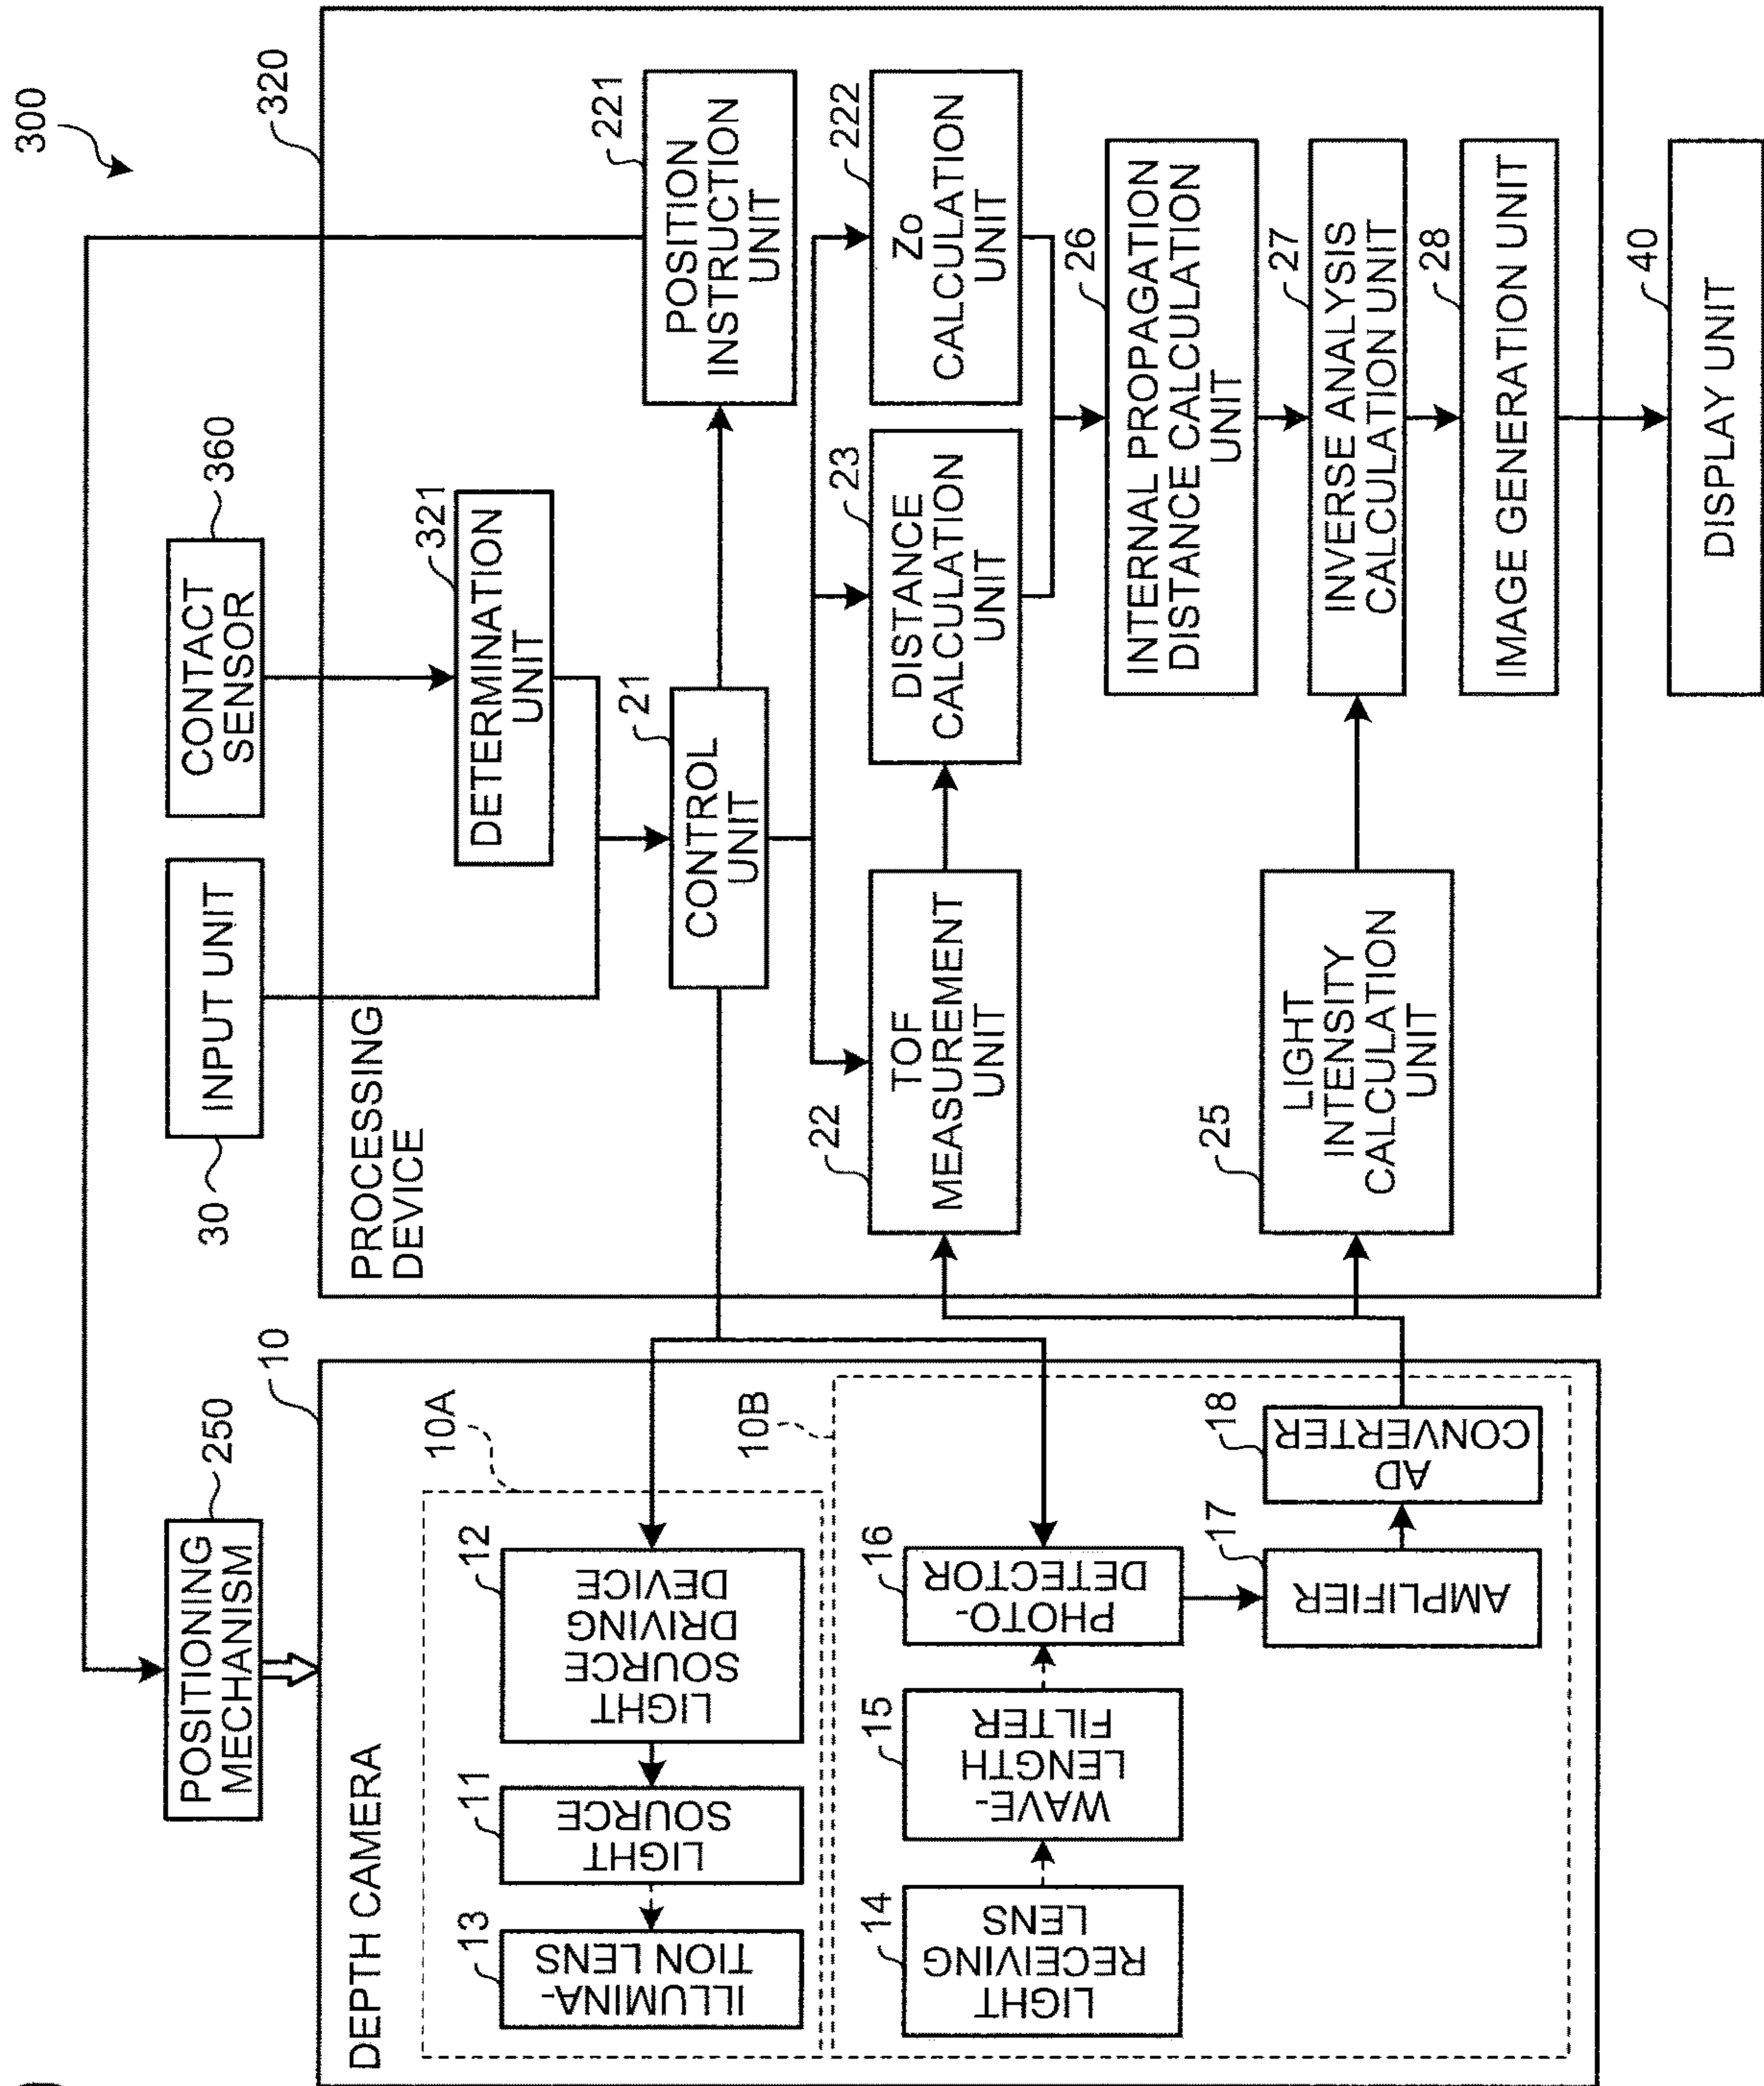 300
POSITIONING
MECHANISM
250
INPUT UNIT
30
CONTACT
SENSOR
360
DEPTH CAMERA
10
10A
ILLUMINA-
TION LENS
13
LIGHT
SOURCE
11
LIGHT
SOURCE
DRIVING
DEVICE
12
10B
LIGHT
RECEIVING
LENS
14
WAVE-
LENGTH
FILTER
15
PHOTO-
DETECTOR
16
AMPLIFIER
17
AD
CONVERTER
18
PROCESSING
DEVICE
320
DETERMINATION
UNIT
321
CONTROL
UNIT
21
POSITION
INSTRUCTION
UNIT
221
TOF
MEASUREMENT
UNIT
22
DISTANCE
CALCULATION
UNIT
23
Zo
CALCULATION
UNIT
222
LIGHT
INTENSITY
CALCULATION
UNIT
25
INTERNAL PROPAGATION
DISTANCE CALCULATION
UNIT
26
INVERSE ANALYSIS
CALCULATION UNIT
27
IMAGE GENERATION UNIT
28
DISPLAY UNIT
40